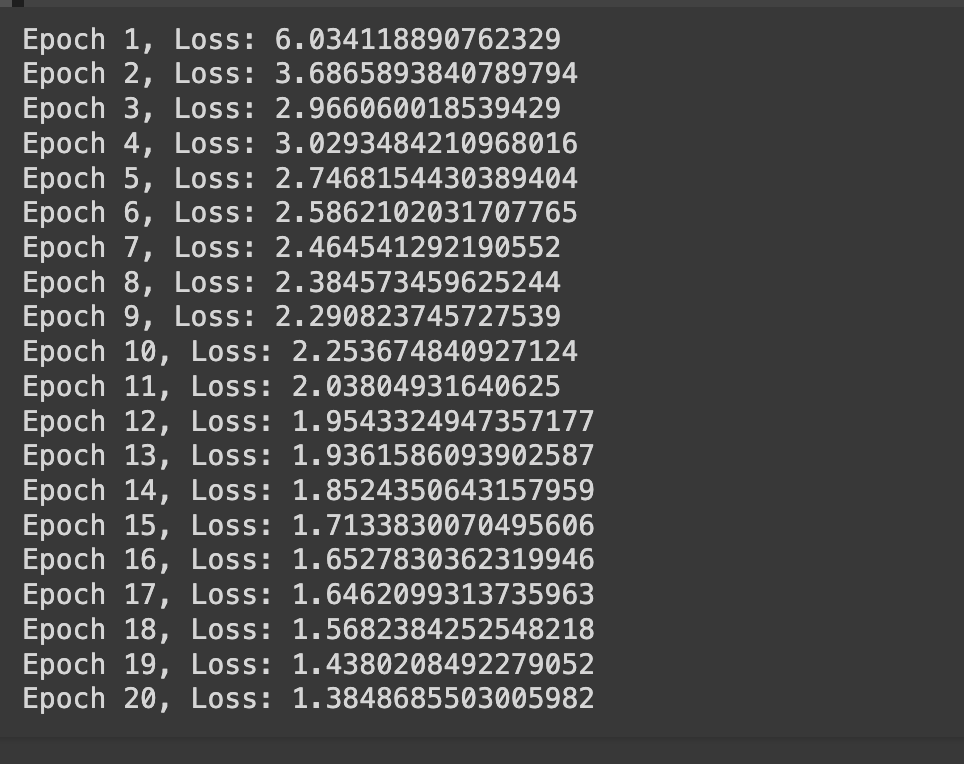 Epoch 1, Loss: 6.034118890762329
Epoch 2, Loss: 3.6865893840789794
Epoch 3, Loss: 2.966060018539429
Epoch 4, Loss: 3.0293484210968016
Epoch 5, Loss: 2.7468154430389404
Epoch 6, Loss: 2.5862102031707765
Epoch 7, Loss: 2.464541292190552
Epoch 8, Loss: 2.384573459625244
Epoch 9, Loss: 2.290823745727539
Epoch 10, Loss: 2.253674840927124
Epoch 11, Loss: 2.03804931640625
Epoch 12, Loss: 1.9543324947357177
Epoch 13, Loss: 1.9361586093902587
Epoch 14, Loss: 1.8524350643157959
Epoch 15, Loss: 1.7133830070495606
Epoch 16, Loss: 1.6527830362319946
Epoch 17, Loss: 1.6462099313735963
Epoch 18, Loss: 1.5682384252548218
Epoch 19, Loss: 1.4380208492279052
Epoch 20, Loss: 1.3848685503005982